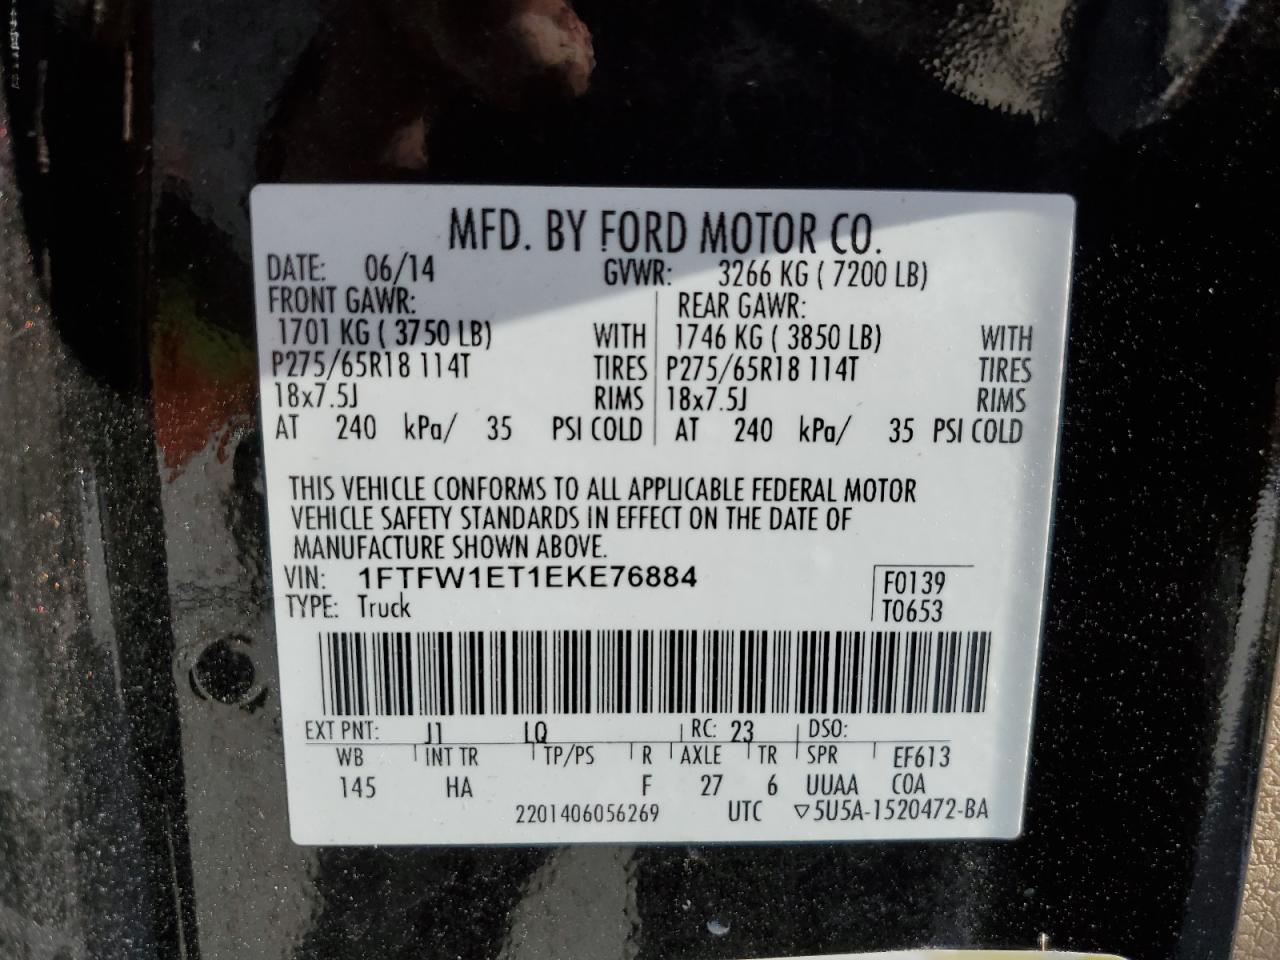 MFD. BY FORD MOTOR CO.
DATE: 06/14 GVWR: 3266 KG ( 7200 LB)
FRONT GAWR: REAR GAWR:
1701 KG ( 3750 LB) WITH 1746 KG ( 3850 LB) WITH
P275/65R18 114T TIRES P275/65R18 114T TIRES
18x7.5J RIMS 18x7.5J RIMS
AT 240 kPa/ 35 PSI COLD AT 240 kPa/ 35 PSI COLD
THIS VEHICLE CONFORMS TO ALL APPLICABLE FEDERAL MOTOR
VEHICLE SAFETY STANDARDS IN EFFECT ON THE DATE OF
MANUFACTURE SHOWN ABOVE.
VIN: 1FTFW1ET1EKE76884 F0139
TYPE: Truck T0653
EXT PNT: J1 LQ RC: 23 DSO:
WB INT TR TP/PS R AXLE TR SPR EF613
145 HA F 27 6 UUAA COA
2201406056269 UTC ▽5U5A-1520472-BA